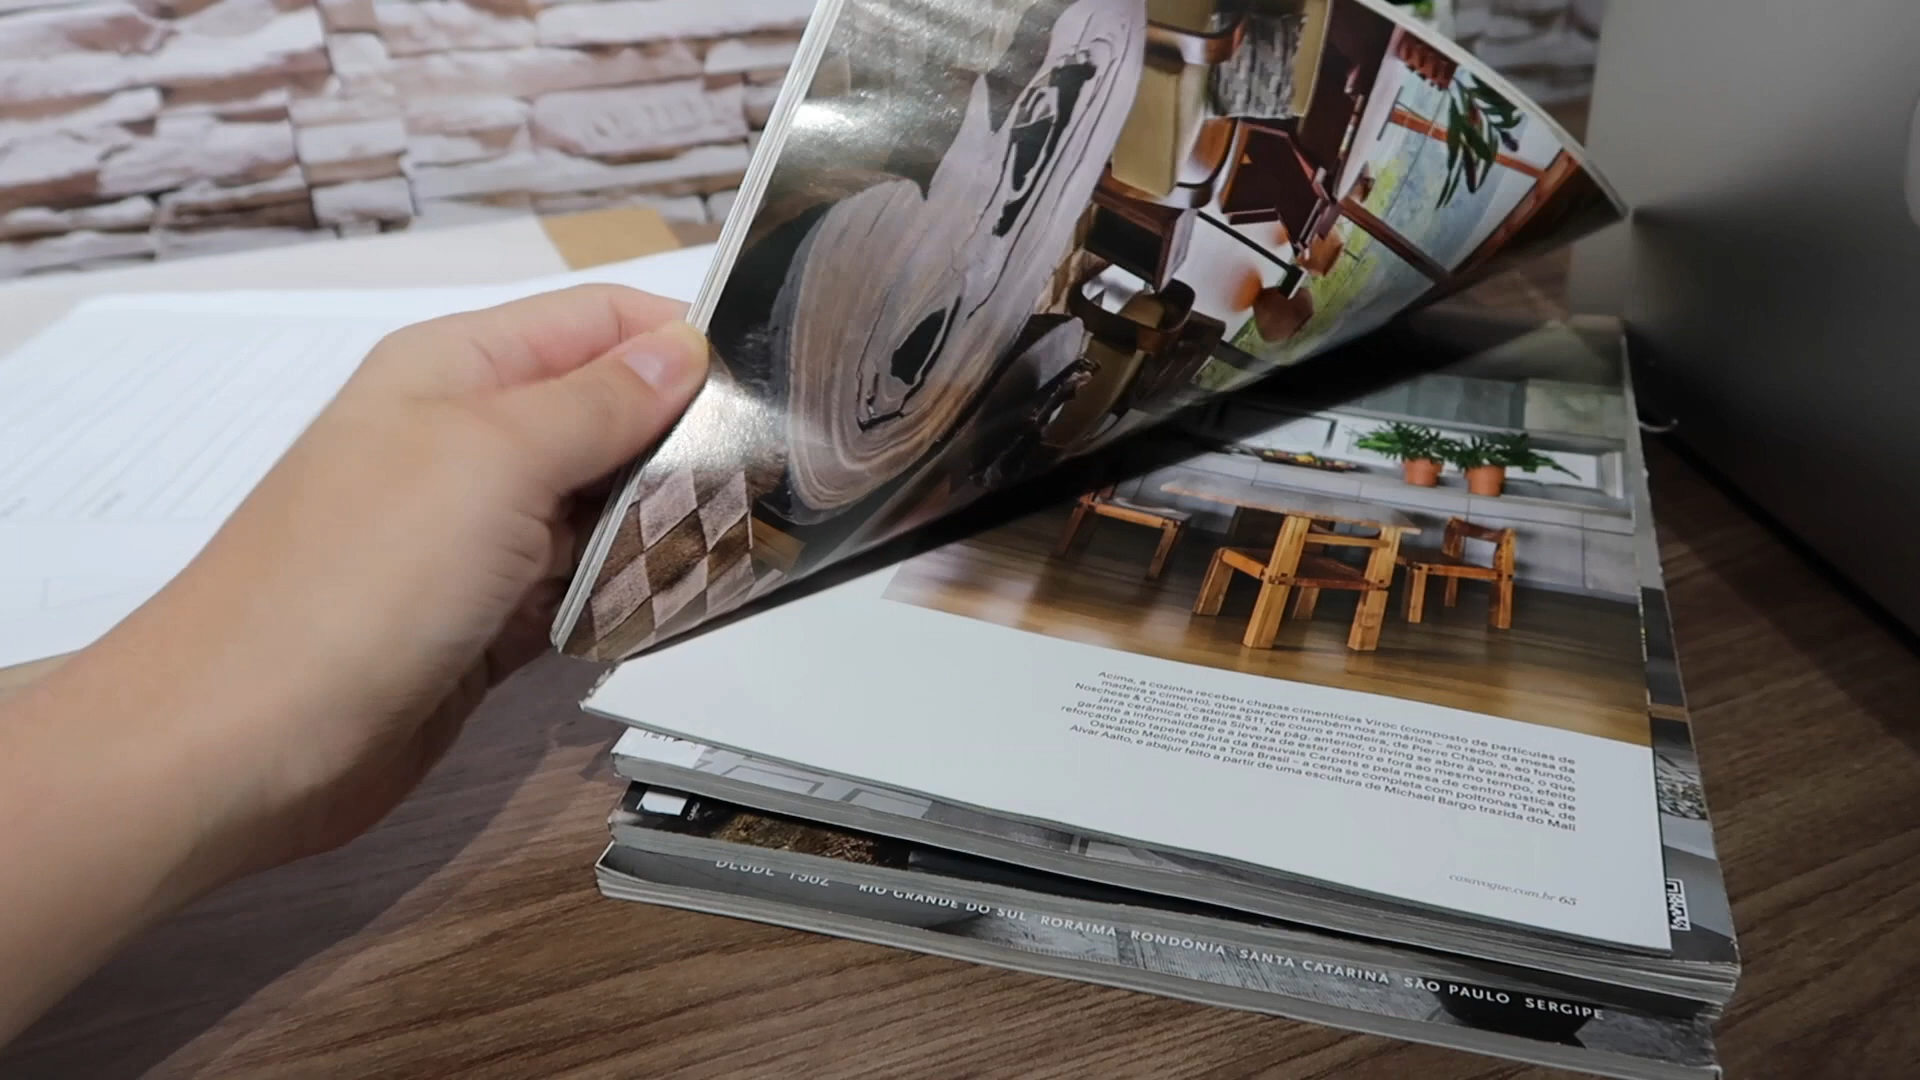 Acima, a cozinha recebeu chapas cimentícias Viroc (composto de partículas de
madeira e cimento), que aparecem também nos armários – ao redor da mesa da
Noschese & Chalabi, cadeiras S11, de couro e madeira, de Pierre Chapo, e, ao fundo,
jarra cerâmica de Bela Silva. Na pág. anterior, o living se abre à varanda, o que
garante a informalidade e a leveza de estar dentro e fora ao mesmo tempo, efeito
reforçado pelo tapete de juta da Beauvais Carpets e pela mesa de centro rústica de
Oswaldo Mellone para a Tora Brasil – a cena se completa com poltronas Tank, de
Alvar Aalto, e abajur feito a partir de uma escultura de Michael Bargo trazida do Mali
casavogue.com.br 65
DESDE 1982 RIO GRANDE DO SUL RORAIMA RONDÔNIA SANTA CATARINA SÃO PAULO SERGIPE